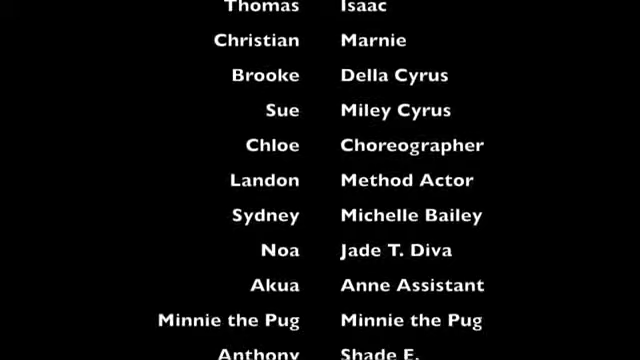 Thomas Isaac
Christian Marnie
Brooke Della Cyrus
Sue Miley Cyrus
Chloe Choreographer
Landon Method Actor
Sydney Michelle Bailey
Noa Jade T. Diva
Akua Anne Assistant
Minnie the Pug Minnie the Pug
Anthony Shade E.